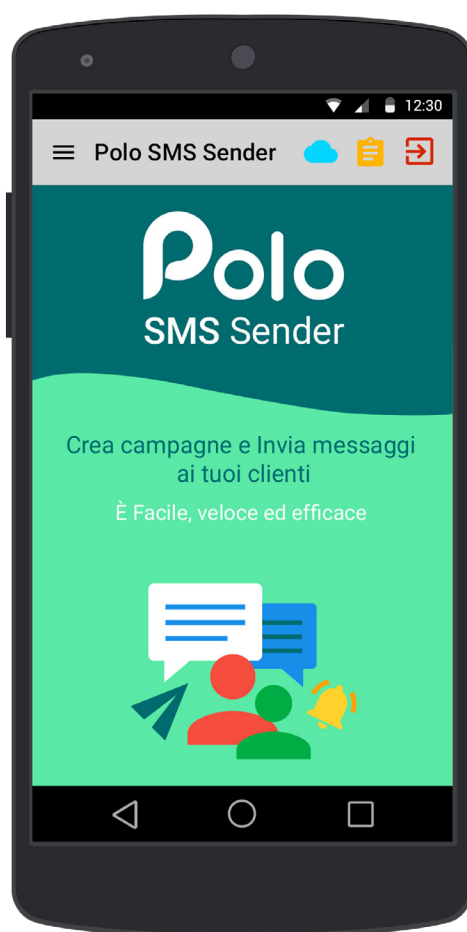 12:30
Polo SMS Sender
Polo
SMS Sender
Crea campagne e Invia messaggi
ai tuoi clienti
È Facile, veloce ed efficace